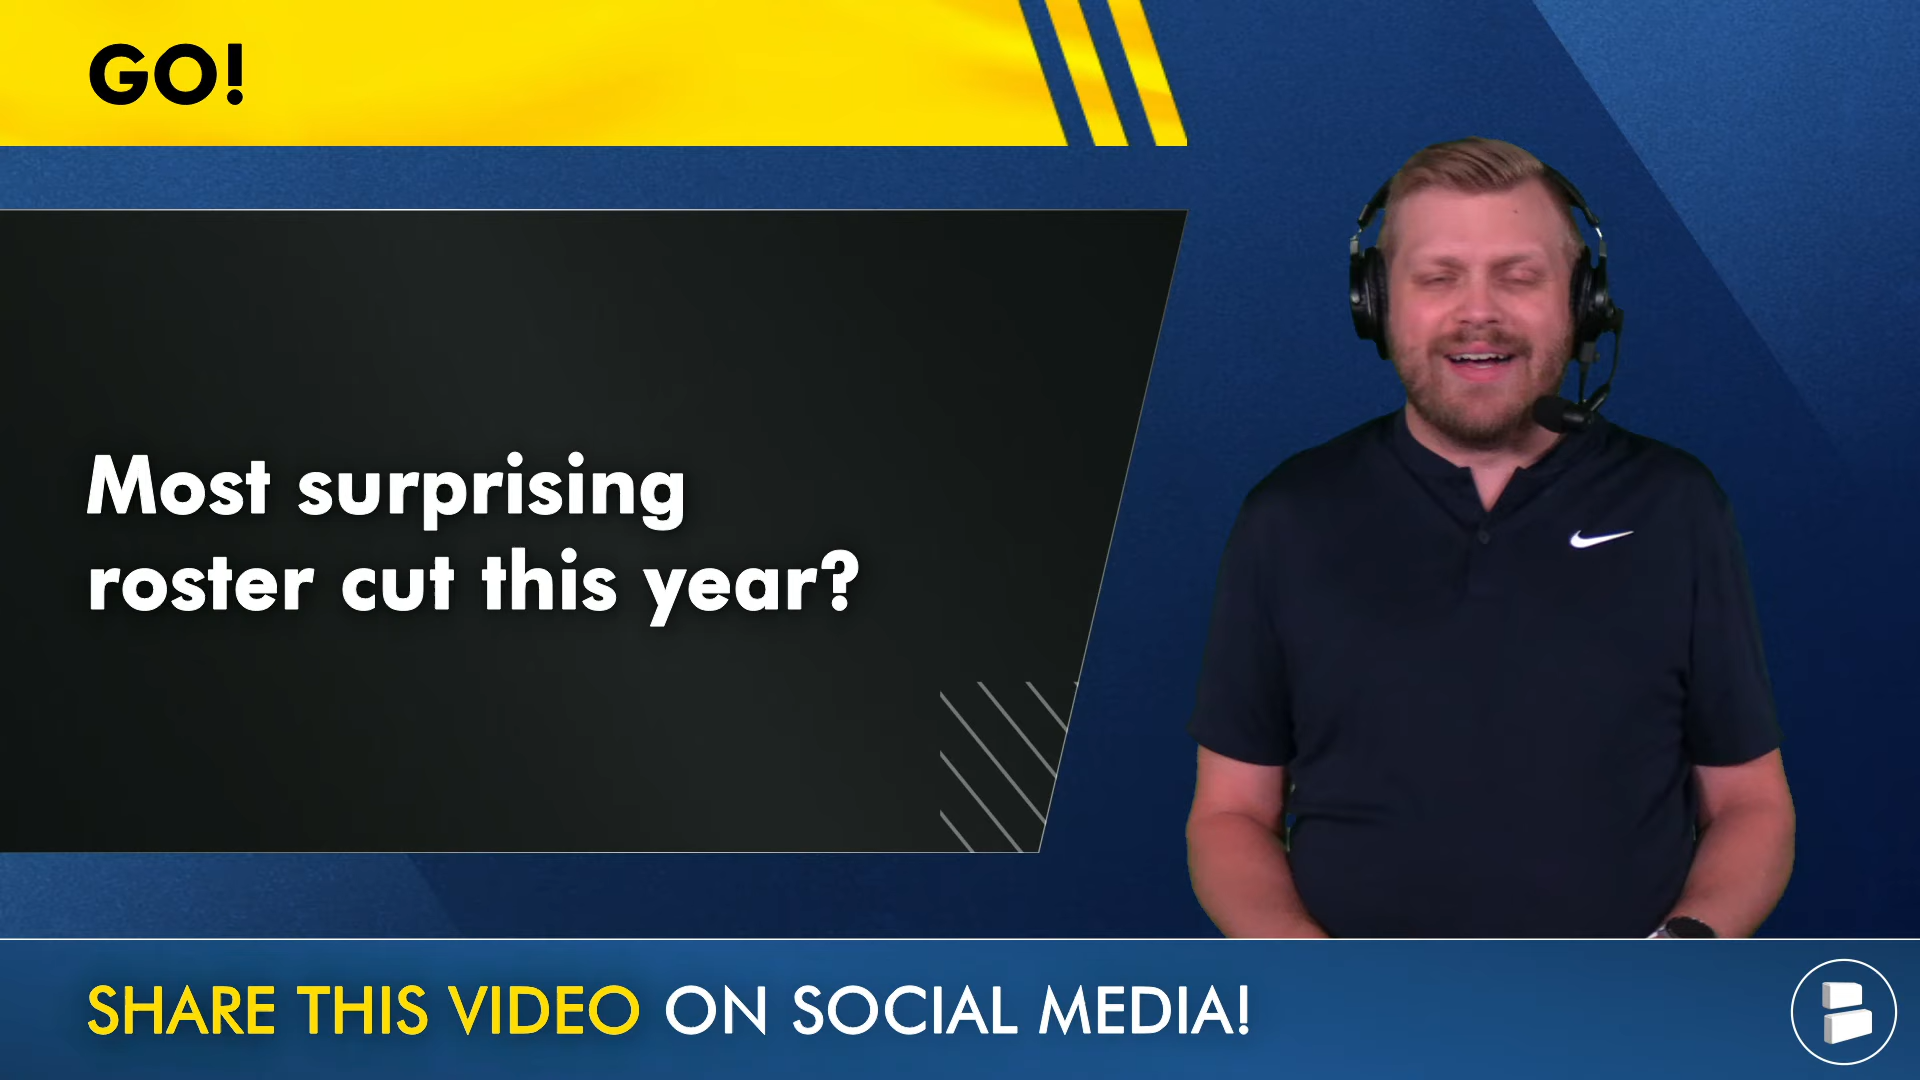 GO!
Most surprising
roster cut this year?
SHARE THIS VIDEO ON SOCIAL MEDIA!